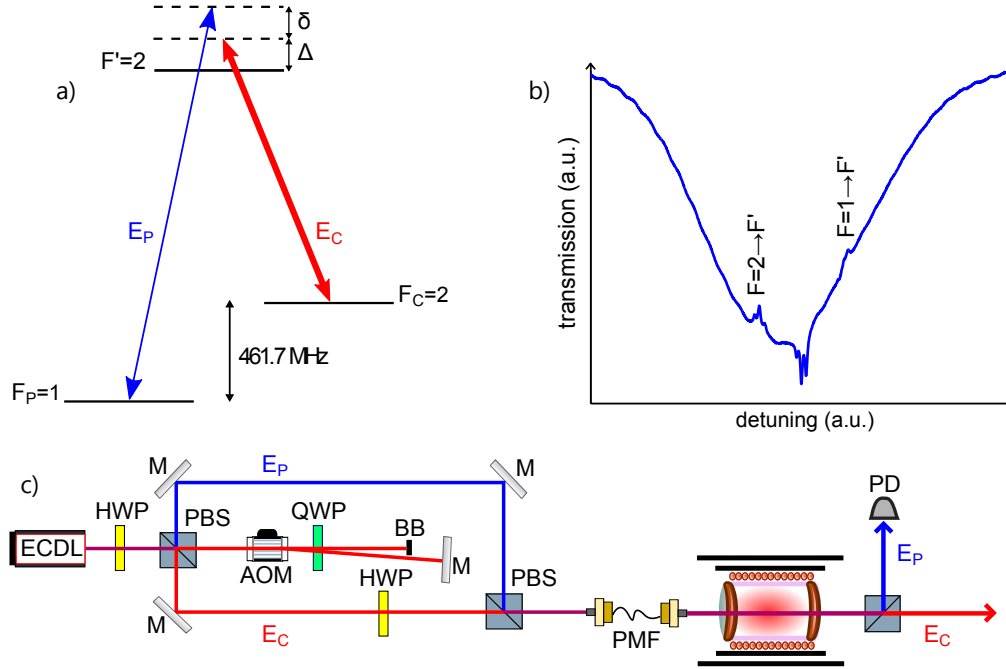 a)
δ
Δ
F'=2
E_P
E_C
F_C=2
461.7 MHz
F_P=1
b)
transmission (a.u.)
F=2→F'
F=1→F'
detuning (a.u.)
c)
M
E_P
M
PD
HWP
PBS
QWP
BB
ECDL
AOM
M
HWP
PBS
E_P
M
E_C
PMF
E_C